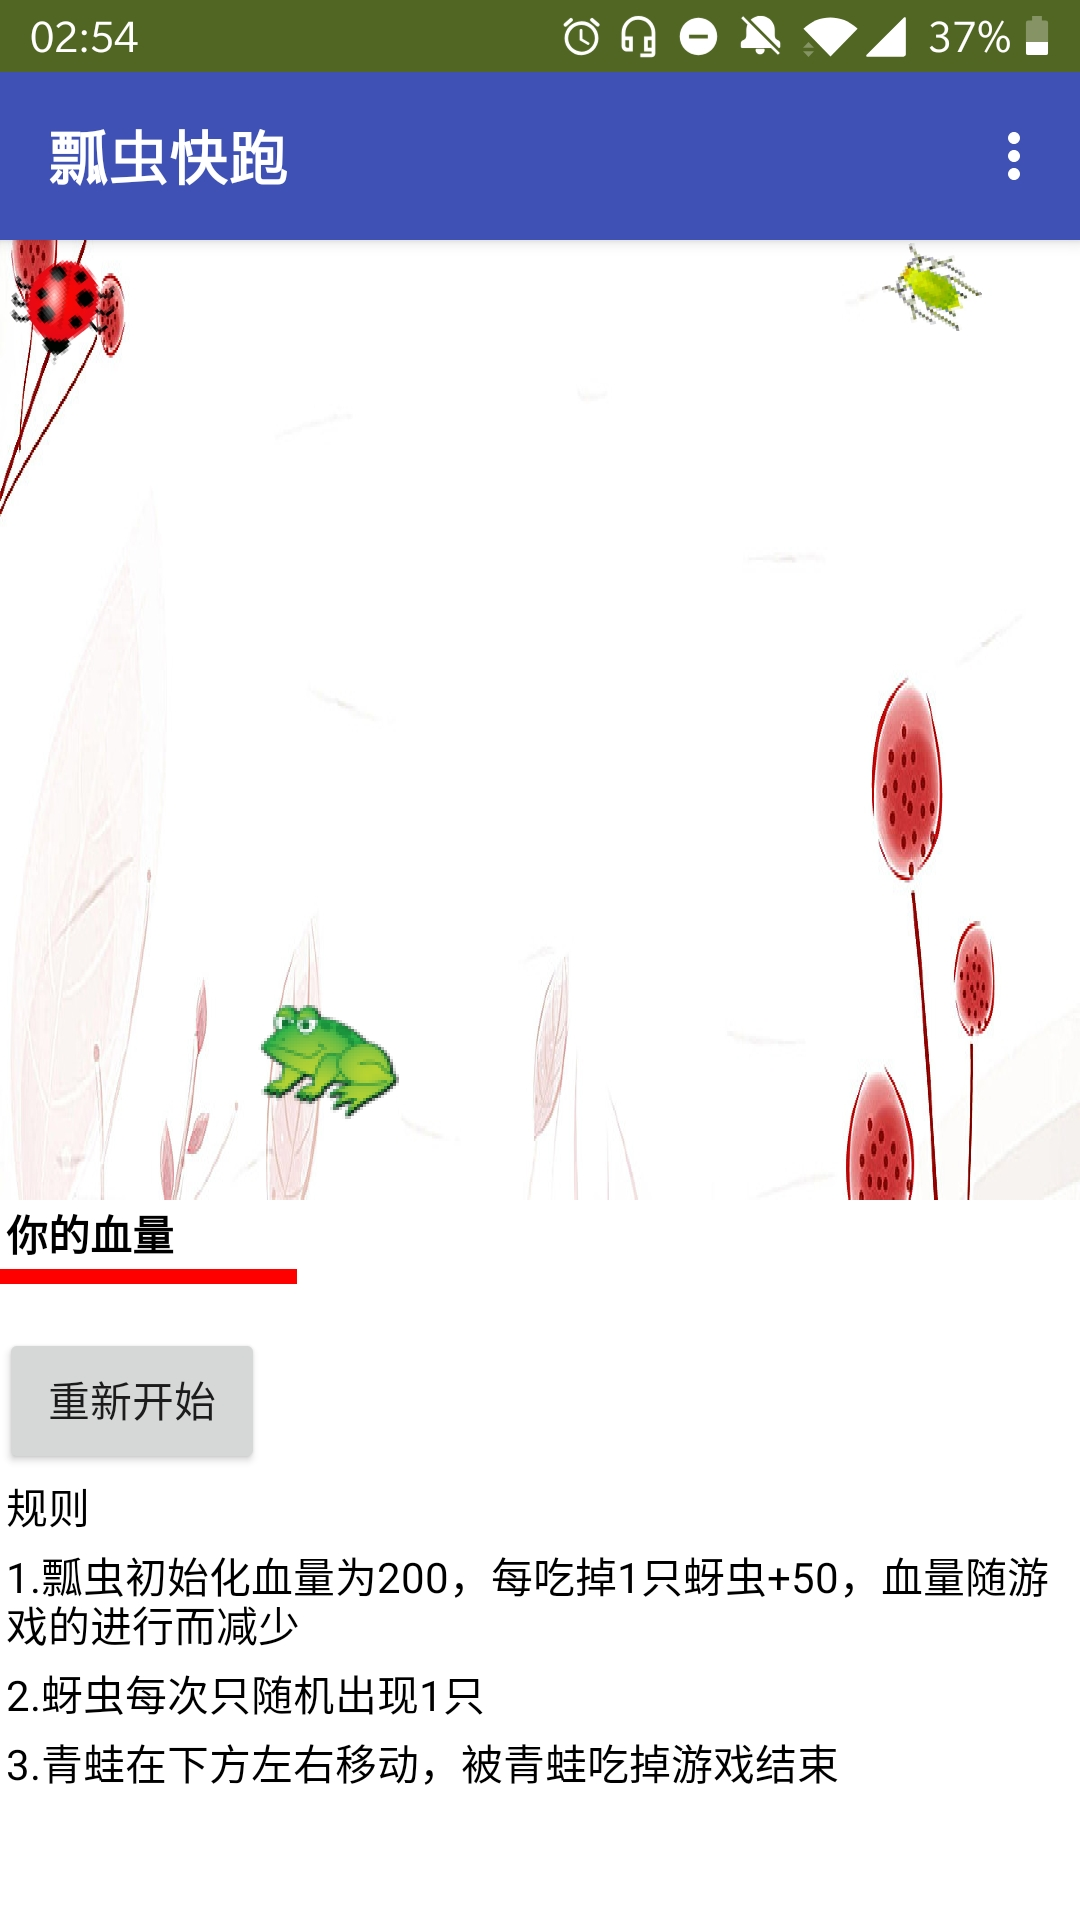 02:54
37%
瓢虫快跑
你的血量
重新开始
规则
1.瓢虫初始化血量为200，每吃掉1只蚜虫+50，血量随游
戏的进行而减少
2.蚜虫每次只随机出现1只
3.青蛙在下方左右移动，被青蛙吃掉游戏结束